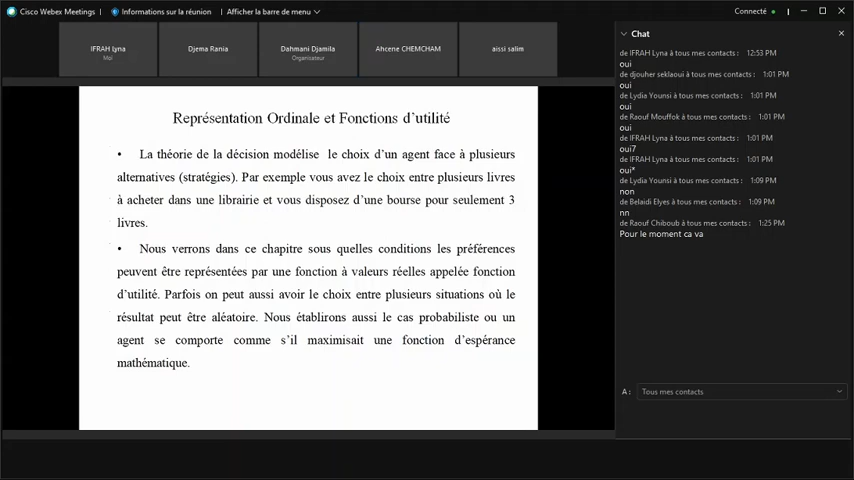 Cisco Webex Meetings
Informations sur la réunion
Afficher la barre de menu
Connecté
IFRAH Lyna
Moi
Djema Rania
Dahmani Djamila
Organisateur
Ahcene CHEMCHAM
aissi salim
Représentation Ordinale et Fonctions d'utilité
• La théorie de la décision modélise le choix d'un agent face à plusieurs
alternatives (stratégies). Par exemple vous avez le choix entre plusieurs livres
à acheter dans une librairie et vous disposez d'une bourse pour seulement 3
livres.
• Nous verrons dans ce chapitre sous quelles conditions les préférences
peuvent être représentées par une fonction à valeurs réelles appelée fonction
d'utilité. Parfois on peut aussi avoir le choix entre plusieurs situations où le
résultat peut être aléatoire. Nous établirons aussi le cas probabiliste ou un
agent se comporte comme s'il maximisait une fonction d'espérance
mathématique.
Chat
de IFRAH Lyna à tous mes contacts : 12:53 PM
oui
de djouher seklaoui à tous mes contacts : 1:01 PM
oui
de Lydia Younsi à tous mes contacts : 1:01 PM
oui
de Raouf Mouffok à tous mes contacts : 1:01 PM
oui
de IFRAH Lyna à tous mes contacts : 1:01 PM
oui7
de IFRAH Lyna à tous mes contacts : 1:01 PM
oui*
de Lydia Younsi à tous mes contacts : 1:09 PM
non
de Belaidi Elyes à tous mes contacts : 1:09 PM
nn
de Raouf Chiboub à tous mes contacts : 1:25 PM
Pour le moment ca va
A : Tous mes contacts